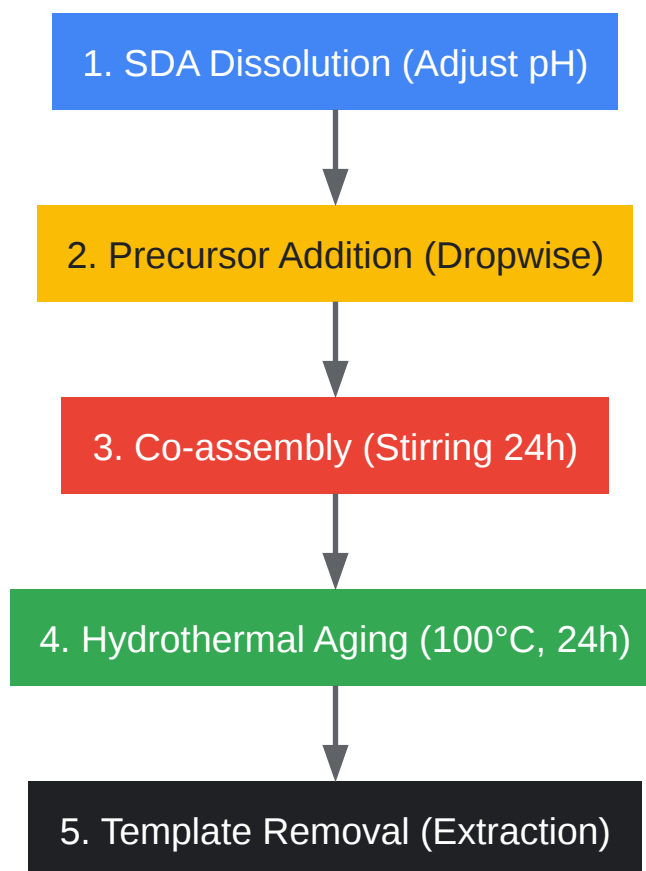 1. SDA Dissolution (Adjust pH)
2. Precursor Addition (Dropwise)
3. Co-assembly (Stirring 24h)
4. Hydrothermal Aging (100°C, 24h)
5. Template Removal (Extraction)